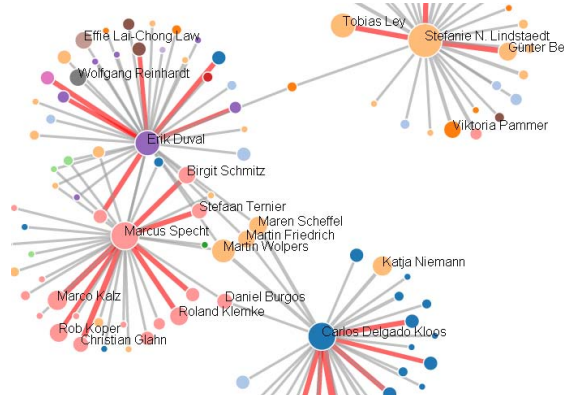 Tobias Ley
Effie Lai-Chong Law
Stefanie N. Lindstaedt
Günter Be
Wolfgang Reinhardt
Viktoria Pammer
Erik Duval
Birgit Schmitz
Stefaan Ternier
Maren Scheffel
Marcus Specht
Martin Friedrich
Martin Wolpers
Katja Niemann
Marco Kalz
Daniel Burgos
Roland Klemke
Rob Koper
Carlos Delgado Kloos
Christian Glahn